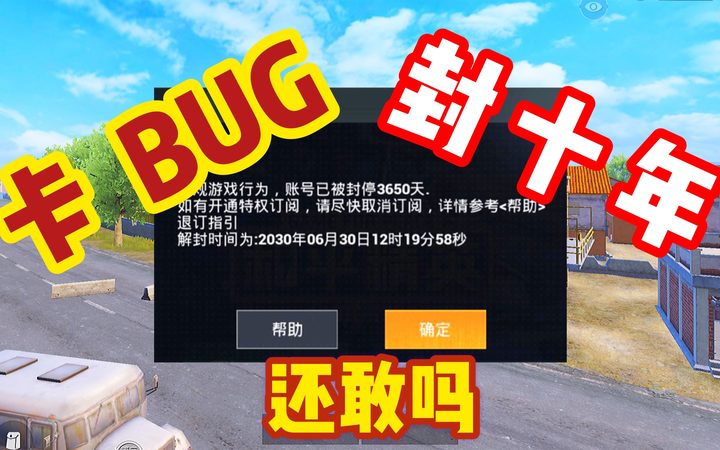 卡 BUG
封十年
规游戏行为，账号已被封停3650天.
如有开通特权订阅，请尽快取消订阅，详情参考<帮助>
退订指引
解封时间为:2030年06月30日12时19分58秒
帮助
确定
还敢吗